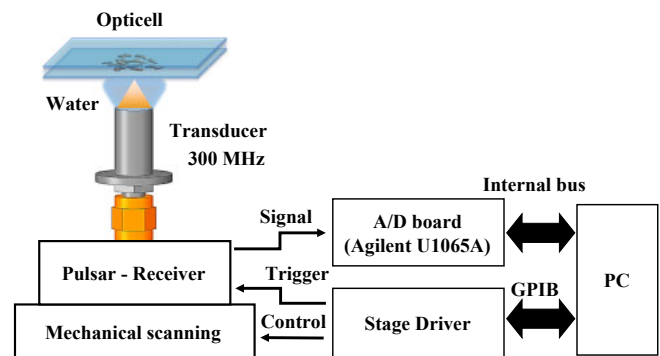 Opticell
Water
Transducer
300 MHz
Internal bus
Signal
A/D board
(Agilent U1065A)
Pulsar - Receiver
Trigger
GPIB
PC
Mechanical scanning
Control
Stage Driver